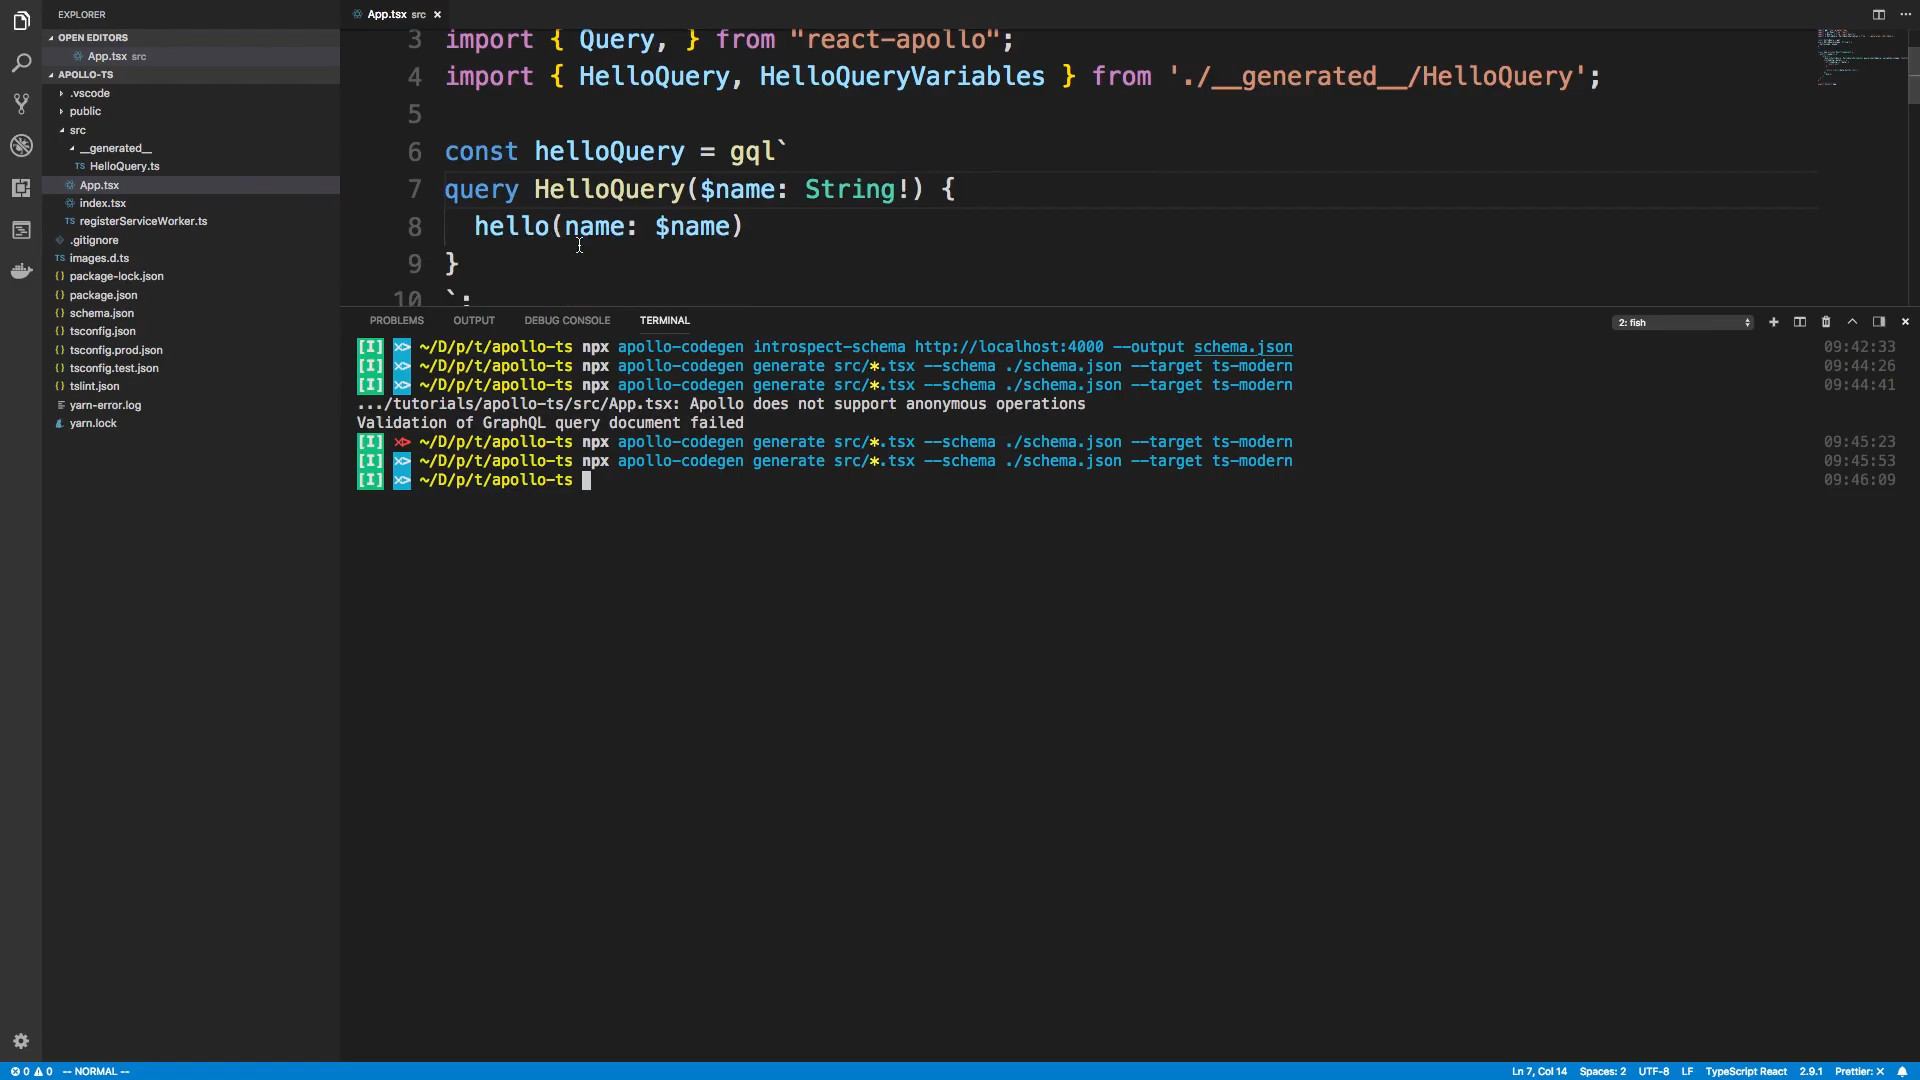 EXPLORER
OPEN EDITORS
App.tsx src
APOLLO-TS
.vscode
public
src
__generated__
TS HelloQuery.ts
App.tsx
index.tsx
TS registerServiceWorker.ts
.gitignore
TS images.d.ts
{} package-lock.json
{} package.json
{} schema.json
{} tsconfig.json
{} tsconfig.prod.json
{} tsconfig.test.json
{} tslint.json
yarn-error.log
yarn.lock
App.tsx src ×
3 import { Query, } from "react-apollo";
4 import { HelloQuery, HelloQueryVariables } from './__generated__/HelloQuery';
5
6 const helloQuery = gql`
7 query HelloQuery($name: String!) {
8 hello(name: $name)
9 }
10 `;
PROBLEMS OUTPUT DEBUG CONSOLE TERMINAL 2: fish
[I] ~/D/p/t/apollo-ts npx apollo-codegen introspect-schema http://localhost:4000 --output schema.json 09:42:33
[I] ~/D/p/t/apollo-ts npx apollo-codegen generate src/*.tsx --schema ./schema.json --target ts-modern 09:44:26
[I] ~/D/p/t/apollo-ts npx apollo-codegen generate src/*.tsx --schema ./schema.json --target ts-modern 09:44:41
.../tutorials/apollo-ts/src/App.tsx: Apollo does not support anonymous operations
Validation of GraphQL query document failed
[I] ~/D/p/t/apollo-ts npx apollo-codegen generate src/*.tsx --schema ./schema.json --target ts-modern 09:45:23
[I] ~/D/p/t/apollo-ts npx apollo-codegen generate src/*.tsx --schema ./schema.json --target ts-modern 09:45:53
[I] ~/D/p/t/apollo-ts 09:46:09
0 0 -- NORMAL -- Ln 7, Col 14 Spaces: 2 UTF-8 LF TypeScript React 2.9.1 Prettier: ×